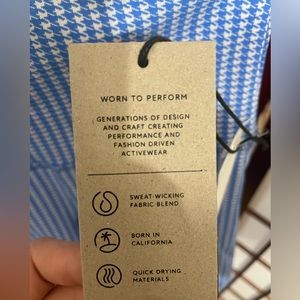 WORN TO PERFORM
GENERATIONS OF DESIGN
AND CRAFT CREATING
PERFORMANCE AND
FASHION DRIVEN
ACTIVEWEAR
SWEAT-WICKING
FABRIC BLEND
BORN IN
CALIFORNIA
QUICK DRYING
MATERIALS